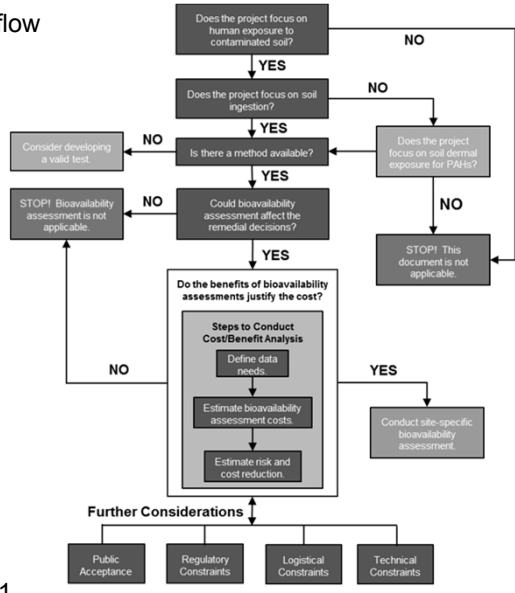 flow
Does the project focus on
human exposure to
contaminated soil?
NO
YES
Does the project focus on soil
ingestion?
NO
YES
Consider developing
a valid test.
NO
Is there a method available?
Does the project
focus on soil dermal
exposure for PAHs?
YES
STOP! Bioavailability
assessment is not
applicable.
NO
Could bioavailability
assessment affect the
remedial decisions?
NO
STOP! This
document is not
applicable.
YES
Do the benefits of bioavailability
assessments justify the cost?
Steps to Conduct
Cost/Benefit Analysis
Define data
needs.
NO
YES
Estimate bioavailability
assessment costs.
Conduct site-specific
bioavailability
assessment.
Estimate risk and
cost reduction.
Further Considerations
Public
Acceptance
Regulatory
Constraints
Logistical
Constraints
Technical
Constraints
1